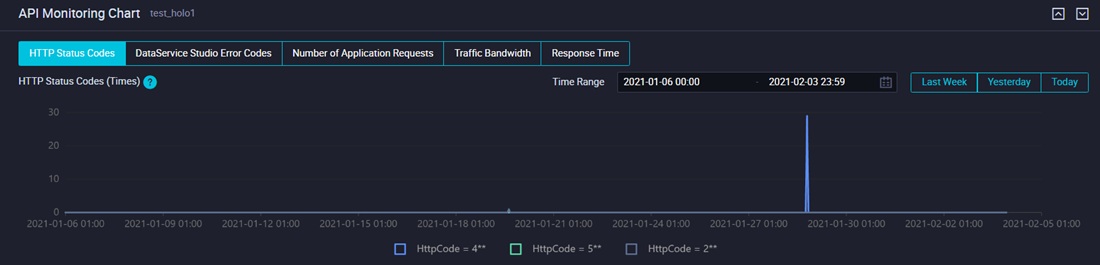 API Monitoring Chart test_holo1
HTTP Status Codes DataService Studio Error Codes Number of Application Requests Traffic Bandwidth Response Time
HTTP Status Codes (Times) ? Time Range 2021-01-06 00:00 - 2021-02-03 23:59 Last Week Yesterday Today
30
20
10
0
2021-01-06 01:00 2021-01-09 01:00 2021-01-12 01:00 2021-01-15 01:00 2021-01-18 01:00 2021-01-21 01:00 2021-01-24 01:00 2021-01-27 01:00 2021-01-30 01:00 2021-02-02 01:00 2021-02-05 01:00
HttpCode = 4** HttpCode = 5** HttpCode = 2**